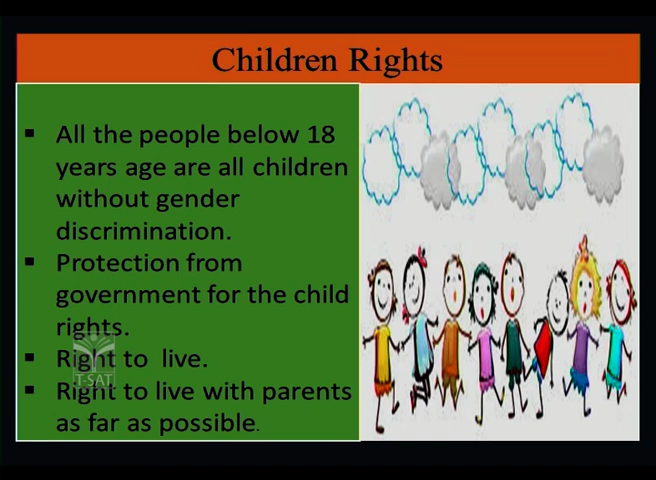 Children Rights
▪ All the people below 18
years age are all children
without gender
discrimination.
▪ Protection from
government for the child
rights.
▪ Right to live.
▪ Right to live with parents
as far as possible.
T-SAT